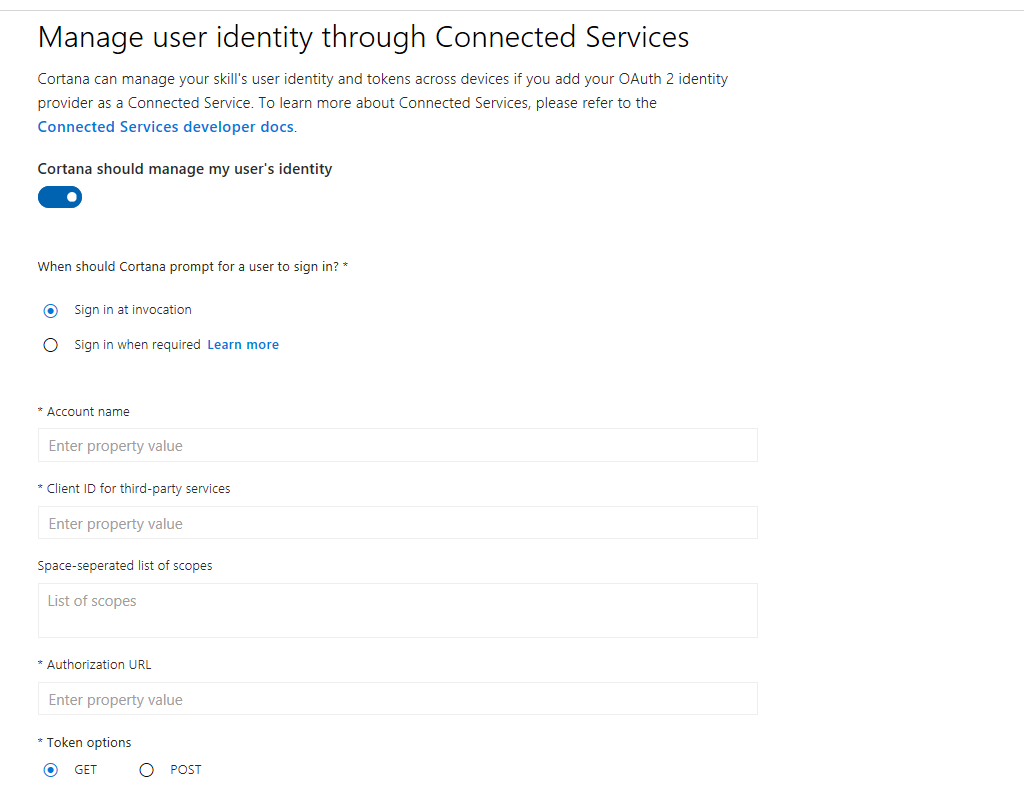 Manage user identity through Connected Services
Cortana can manage your skill's user identity and tokens across devices if you add your OAuth 2 identity
provider as a Connected Service. To learn more about Connected Services, please refer to the
Connected Services developer docs.
Cortana should manage my user's identity
When should Cortana prompt for a user to sign in? *
Sign in at invocation
Sign in when required Learn more
* Account name
Enter property value
* Client ID for third-party services
Enter property value
Space-seperated list of scopes
List of scopes
* Authorization URL
Enter property value
* Token options
GET POST